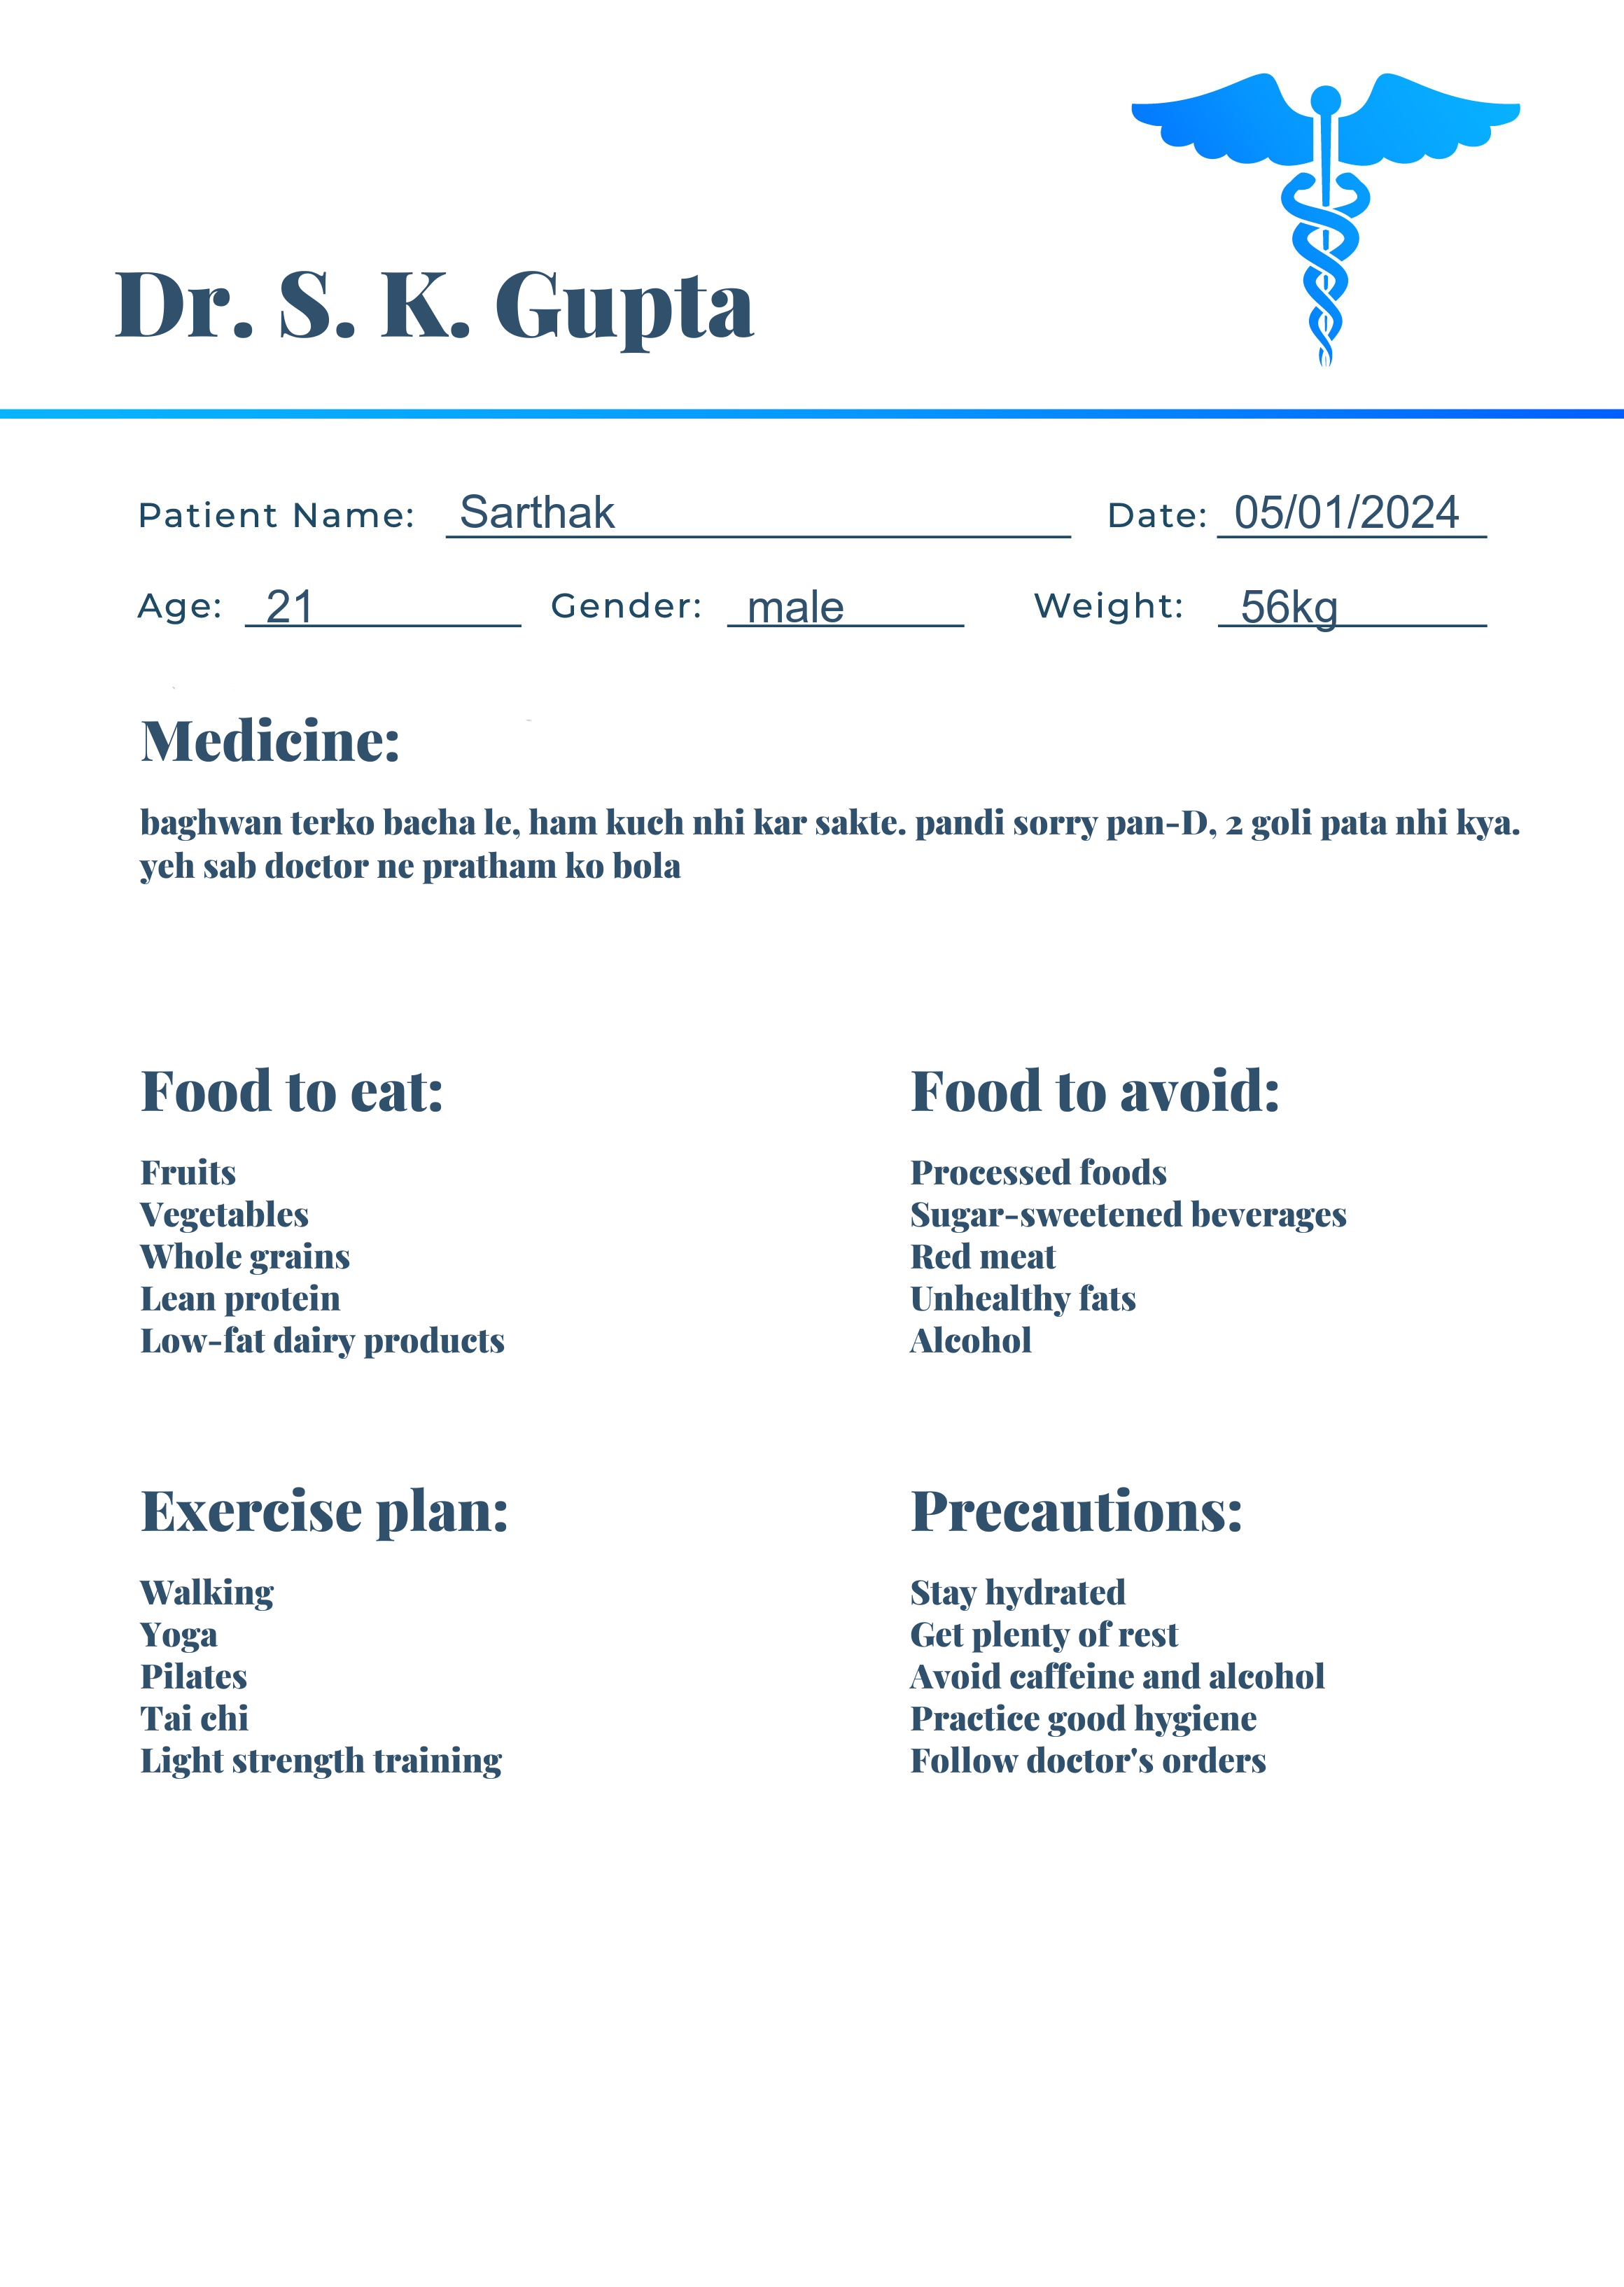 Dr. S. K. Gupta
Patient Name: Sarthak Date: 05/01/2024
Age: 21 Gender: male Weight: 56kg
Medicine:
baghwan terko bacha le, ham kuch nhi kar sakte. pandi sorry pan-D, 2 goli pata nhi kya.
yeh sab doctor ne pratham ko bola
Food to eat:
Fruits
Vegetables
Whole grains
Lean protein
Low-fat dairy products
Food to avoid:
Processed foods
Sugar-sweetened beverages
Red meat
Unhealthy fats
Alcohol
Exercise plan:
Walking
Yoga
Pilates
Tai chi
Light strength training
Precautions:
Stay hydrated
Get plenty of rest
Avoid caffeine and alcohol
Practice good hygiene
Follow doctor's orders